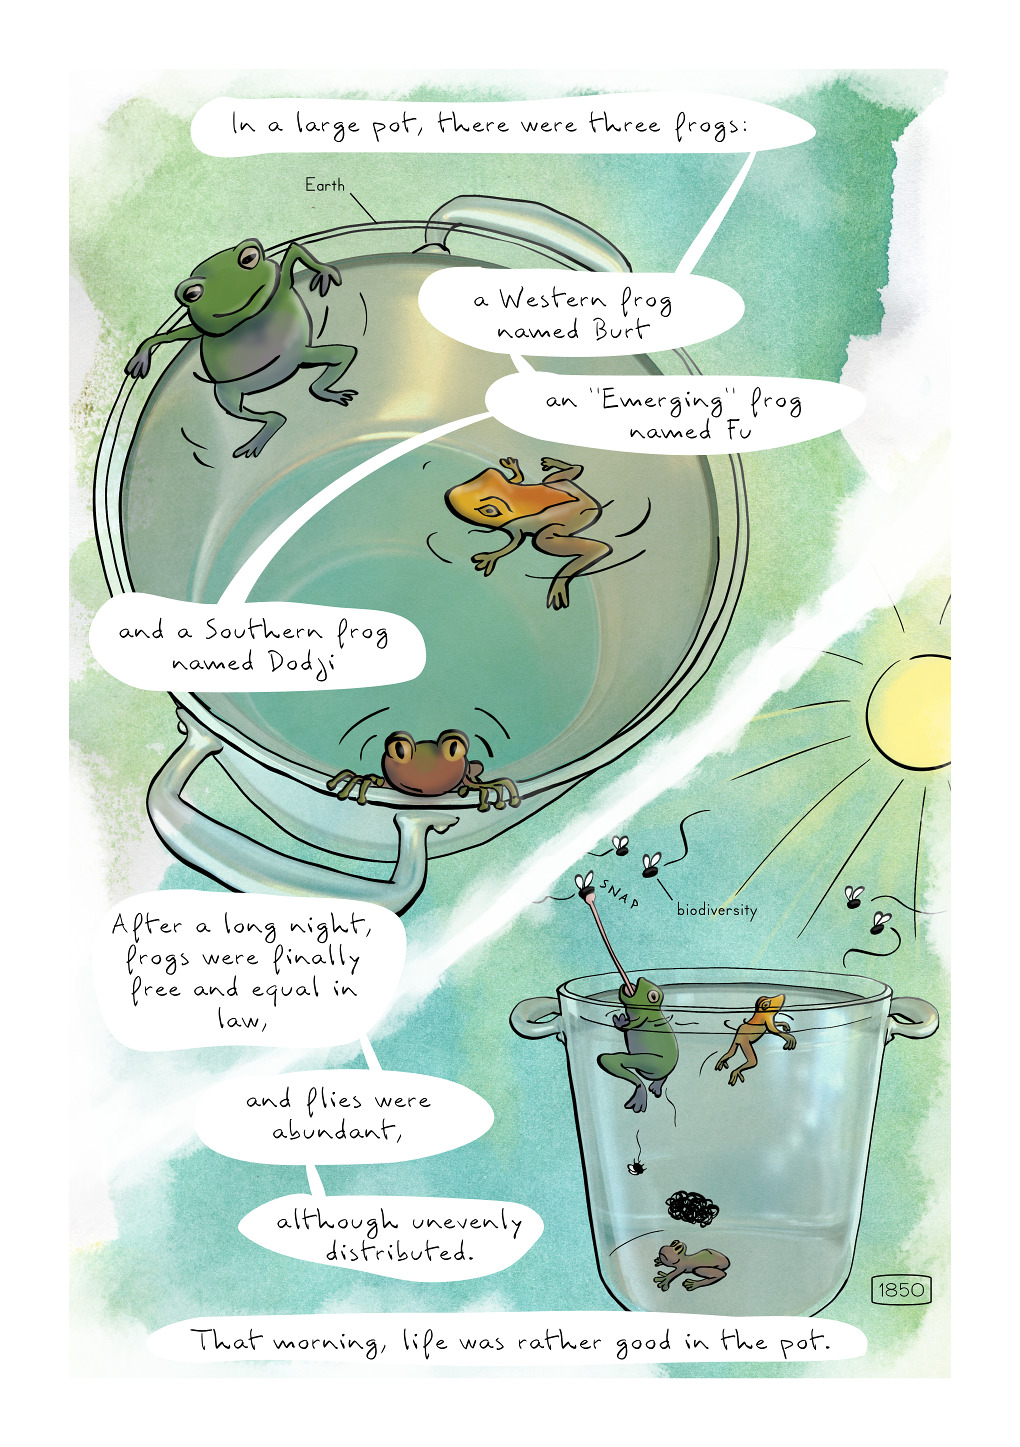 In a large pot, there were three frogs:
Earth
a Western frog
named Burt
an "Emerging" frog
named Fu
and a Southern frog
named Dodji
SNAP
biodiversity
After a long night,
frogs were finally
free and equal in
law,
and flies were
abundant,
although unevenly
distributed.
1850
That morning, life was rather good in the pot.